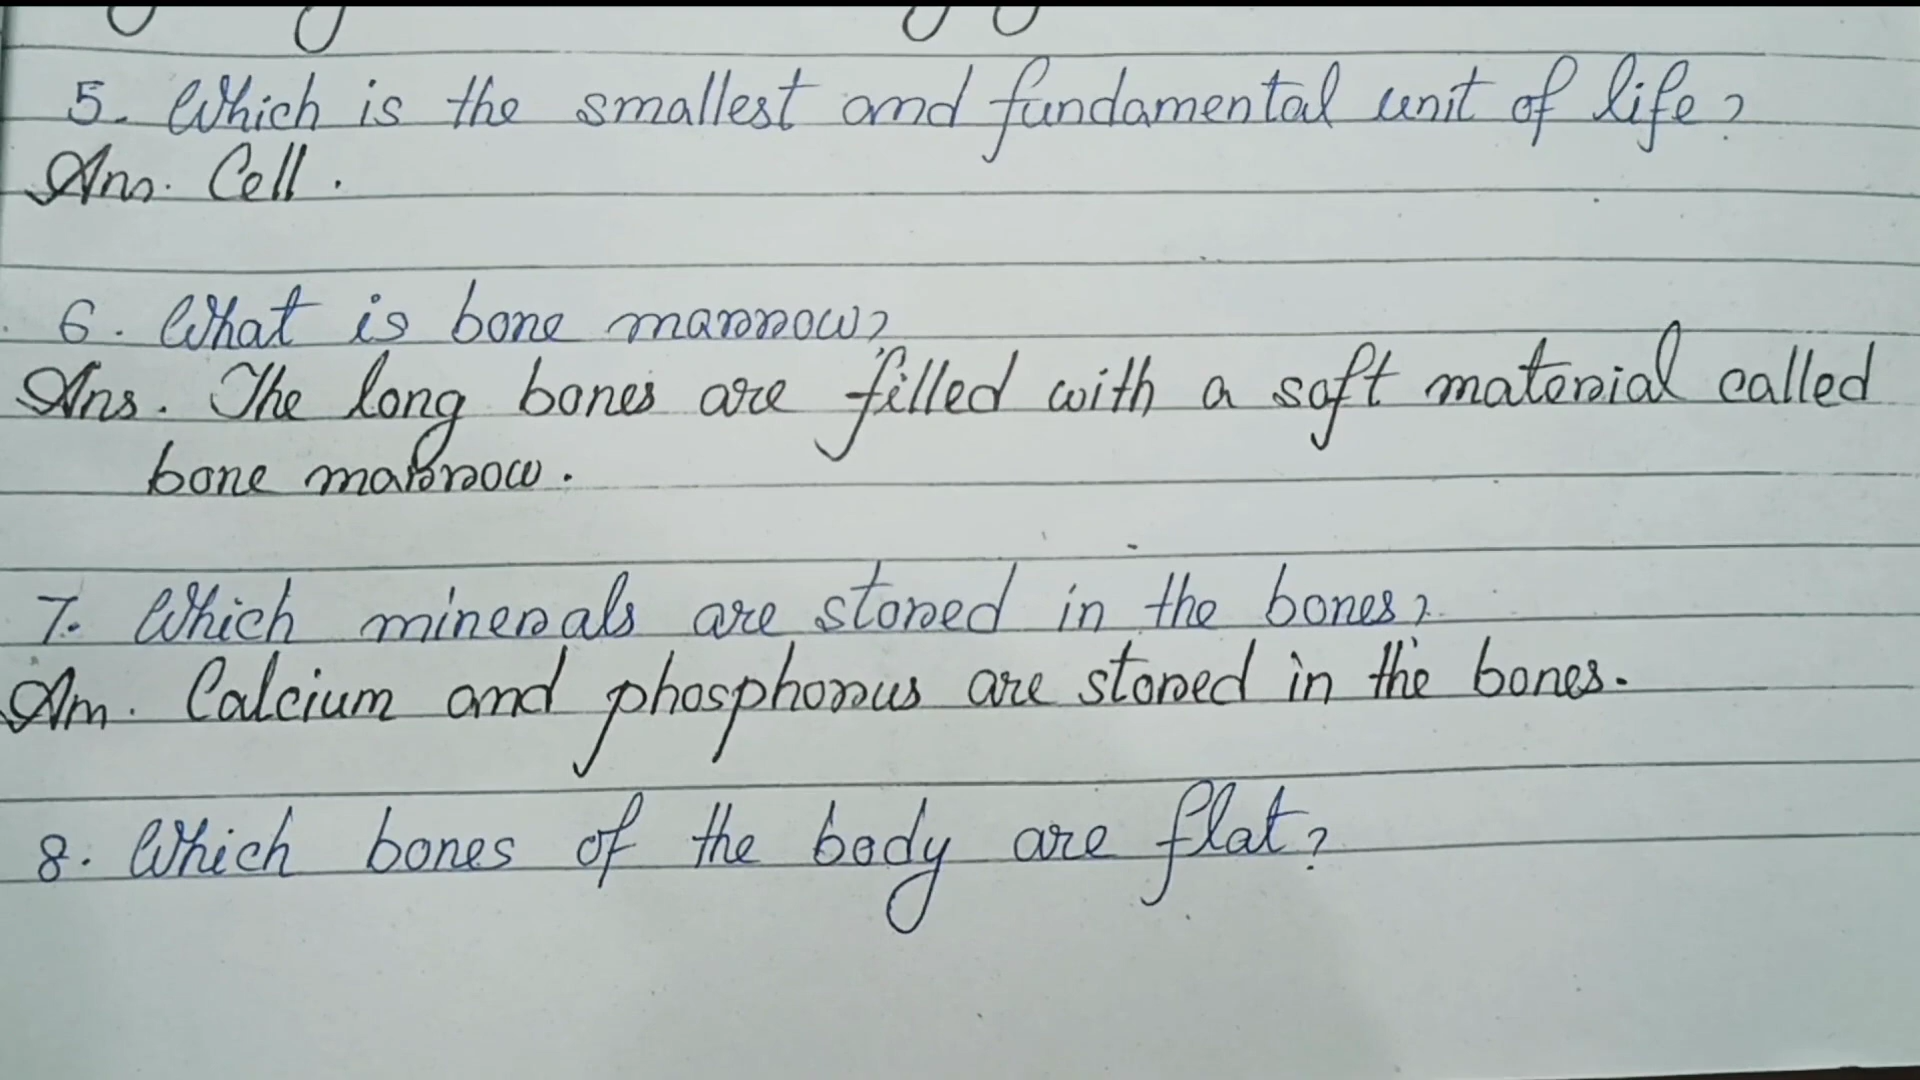 5. Which is the smallest and fundamental unit of life?
Ans. Cell.
6. What is bone marrow?
Ans. The long bones are filled with a soft material called
bone marrow.
7. Which minerals are stored in the bones?
Ans. Calcium and phosphorus are stored in the bones.
8. Which bones of the body are flat?